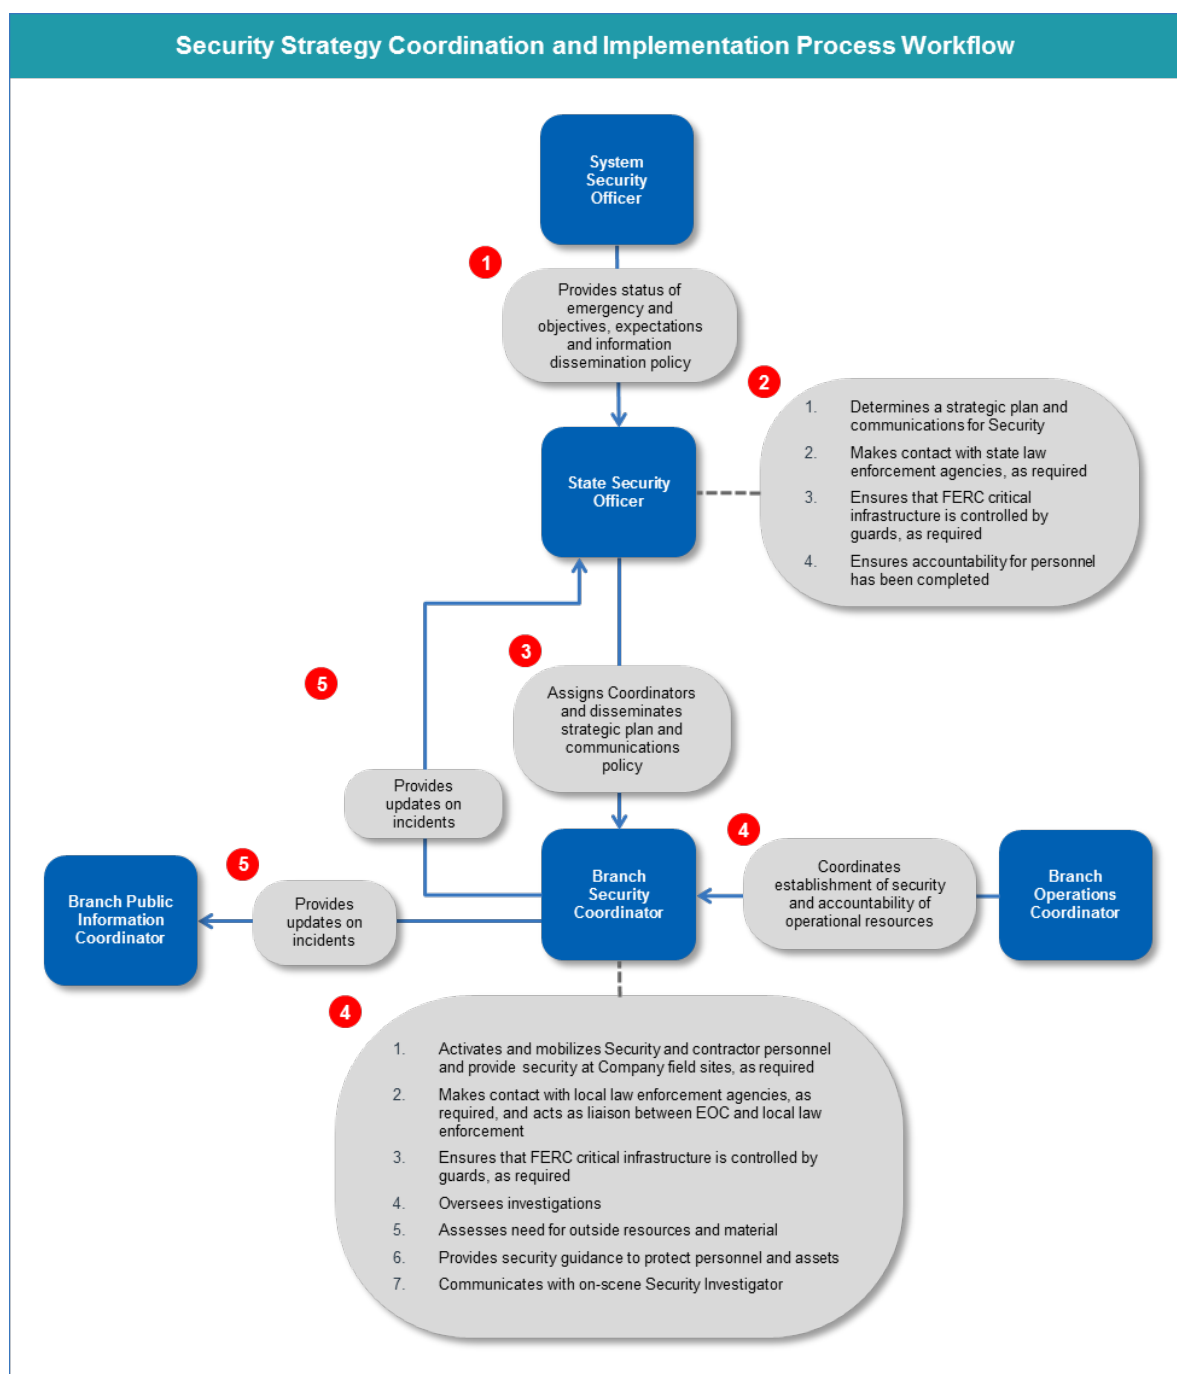 Security Strategy Coordination and Implementation Process Workflow
System
Security
Officer
1
Provides status of
emergency and
objectives, expectations
and information
dissemination policy
2
1. Determines a strategic plan and
communications for Security
2. Makes contact with state law
enforcement agencies, as required
3. Ensures that FERC critical
infrastructure is controlled by
guards, as required
4. Ensures accountability for personnel
has been completed
State Security
Officer
3
Assigns Coordinators
and disseminates
strategic plan and
communications
policy
5
Provides
updates on
incidents
5
Branch Public
Information
Coordinator
Provides
updates on
incidents
Branch
Security
Coordinator
4
Coordinates
establishment of security
and accountability of
operational resources
Branch
Operations
Coordinator
4
1. Activates and mobilizes Security and contractor personnel
and provide security at Company field sites, as required
2. Makes contact with local law enforcement agencies, as
required, and acts as liaison between EOC and local law
enforcement
3. Ensures that FERC critical infrastructure is controlled by
guards, as required
4. Oversees investigations
5. Assesses need for outside resources and material
6. Provides security guidance to protect personnel and assets
7. Communicates with on-scene Security Investigator